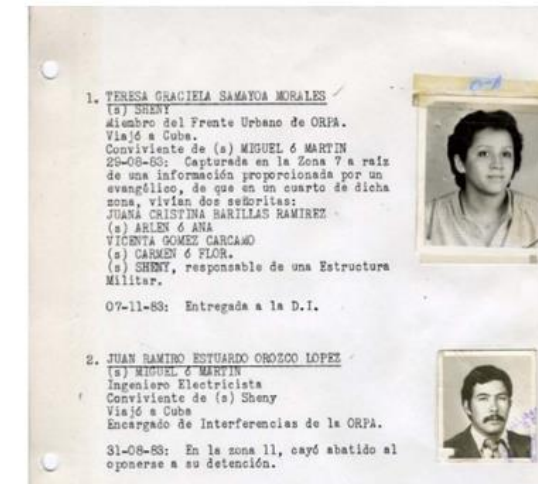 1. TERESA GRACIELA SAMAYOA MORALES
(s) SHENY
Miembro del Frente Urbano de ORPA.
Viajó a Cuba.
Conviviente de (s) MIGUEL ó MARTIN
29-08-83: Capturada en la Zona 7 a raíz
de una información proporcionada por un
evangélico, de que en un cuarto de dicha
zona, vivían dos señoritas:
JUANA CRISTINA BARILLAS RAMIREZ
(s) ARLEN ó ANA
VICENTA GOMEZ CARCAMO
(s) CARMEN ó FLOR.
(s) SHENY, responsable de una Estructura
Militar.
07-11-83: Entregada a la D.I.
2. JUAN RAMIRO ESTUARDO OROZCO LOPEZ
(s) MIGUEL ó MARTIN
Ingeniero Electricista
Conviviente de (s) Sheny
Viajó a Cuba
Encargado de Interferencias de la ORPA.
31-08-83: En la zona 11, cayó abatido al
oponerse a su detención.